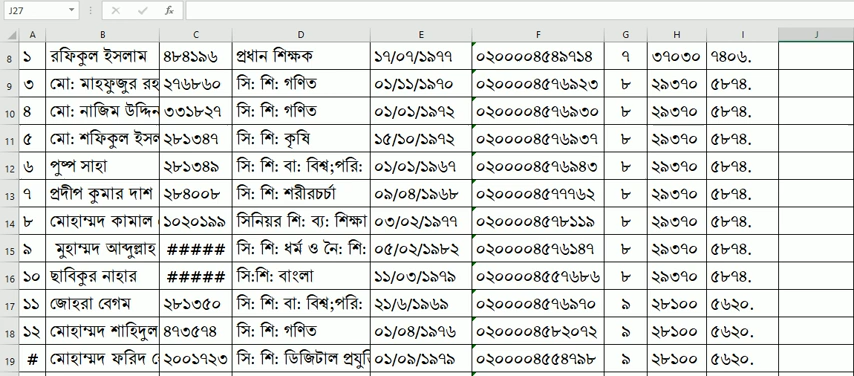 J27 fx
A B C D E F G H I J
8 ১ রফিকুল ইসলাম ৪৮৪১৯৬ প্রধান শিক্ষক ১৭/০৭/১৯৭৭ ০২০০০০৪৫৪৯৭১৪ ৭ ৩৭০৩০ ৭৪০৬.
9 ৩ মো: মাহফুজুর রহ ২৭৬৮৬০ সি: শি: গণিত ০১/১১/১৯৭০ ০২০০০০৪৫৭৬৯২৩ ৮ ২৯৩৭০ ৫৮৭৪.
10 ৪ মো: নাজিম উদ্দিন ৩৩১৮২৭ সি: শি: গণিত ০১/০১/১৯৭২ ০২০০০০৪৫৭৬৯৩০ ৮ ২৯৩৭০ ৫৮৭৪.
11 ৫ মো: শফিকুল ইসল ২৮১৩৪৭ সি: শি: কৃষি ১৫/১০/১৯৭২ ০২০০০০৪৫৭৬৯৩৭ ৮ ২৯৩৭০ ৫৮৭৪.
12 ৬ পুষ্প সাহা ২৮১৩৪৯ সি: শি: বা: বিশ্ব;পরি: ০১/০১/১৯৬৭ ০২০০০০৪৫৭৬৯৪৩ ৮ ২৯৩৭০ ৫৮৭৪.
13 ৭ প্রদীপ কুমার দাশ ২৮৪০০৮ সি: শি: শরীরচর্চা ০৯/০৪/১৯৬৮ ০২০০০০৪৫৭৭৭৬২ ৮ ২৯৩৭০ ৫৮৭৪.
14 ৮ মোহাম্মদ কামাল ১০২০১৯৯ সিনিয়র শি: ব্য: শিক্ষা ০৩/০২/১৯৭৭ ০২০০০০৪৫৭৮১১৯ ৮ ২৯৩৭০ ৫৮৭৪.
15 ৯ মুহাম্মদ আব্দুল্লাহ ##### সি: শি: ধর্ম ও নৈ: শি: ০৫/০২/১৯৮২ ০২০০০০৪৫৭৬১৪৭ ৮ ২৯৩৭০ ৫৮৭৪.
16 ১০ ছাবিকুর নাহার ##### সি:শি: বাংলা ১১/০৩/১৯৭৯ ০২০০০০৪৫৫৭৬৮৬ ৮ ২৯৩৭০ ৫৮৭৪.
17 ১১ জোহরা বেগম ২৮১৩৫০ সি: শি: বা: বিশ্ব;পরি: ২১/৬/১৯৬৯ ০২০০০০৪৫৭৬৯৭০ ৯ ২৮১০০ ৫৬২০.
18 ১২ মোহাম্মদ শাহিদুল ৪৭৩৫৭৪ সি: শি: গণিত ০১/০৪/১৯৭৬ ০২০০০০৪৫৮২০৭২ ৯ ২৮১০০ ৫৬২০.
19 # মোহাম্মদ ফরিদ ২০০১৭২৩ সি: শি: ডিজিটাল প্রযুি ০১/০৯/১৯৭৯ ০২০০০০৪৫৫৪৭৯৮ ৯ ২৮১০০ ৫৬২০.